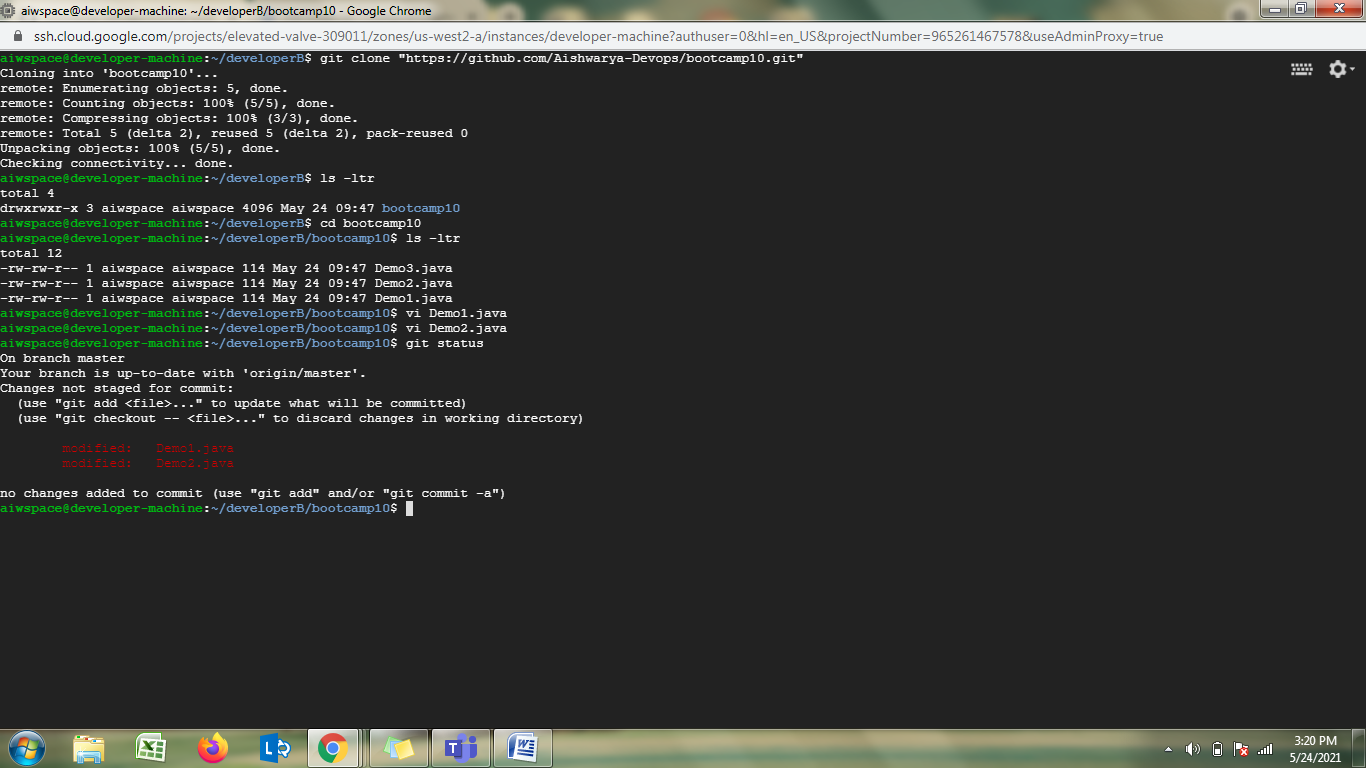 aiwspace@developer-machine: ~/developerB/bootcamp10 - Google Chrome
ssh.cloud.google.com/projects/elevated-valve-309011/zones/us-west2-a/instances/developer-machine?authuser=0&hl=en_US&projectNumber=965261467578&useAdminProxy=true
aiwspace@developer-machine:~/developerB$ git clone "https://github.com/Aishwarya-Devops/bootcamp10.git"
Cloning into 'bootcamp10'...
remote: Enumerating objects: 5, done.
remote: Counting objects: 100% (5/5), done.
remote: Compressing objects: 100% (3/3), done.
remote: Total 5 (delta 2), reused 5 (delta 2), pack-reused 0
Unpacking objects: 100% (5/5), done.
Checking connectivity... done.
aiwspace@developer-machine:~/developerB$ ls -ltr
total 4
drwxrwxr-x 3 aiwspace aiwspace 4096 May 24 09:47 bootcamp10
aiwspace@developer-machine:~/developerB$ cd bootcamp10
aiwspace@developer-machine:~/developerB/bootcamp10$ ls -ltr
total 12
-rw-rw-r-- 1 aiwspace aiwspace 114 May 24 09:47 Demo3.java
-rw-rw-r-- 1 aiwspace aiwspace 114 May 24 09:47 Demo2.java
-rw-rw-r-- 1 aiwspace aiwspace 114 May 24 09:47 Demo1.java
aiwspace@developer-machine:~/developerB/bootcamp10$ vi Demo1.java
aiwspace@developer-machine:~/developerB/bootcamp10$ vi Demo2.java
aiwspace@developer-machine:~/developerB/bootcamp10$ git status
On branch master
Your branch is up-to-date with 'origin/master'.
Changes not staged for commit:
  (use "git add <file>..." to update what will be committed)
  (use "git checkout -- <file>..." to discard changes in working directory)
        modified:   Demo1.java
        modified:   Demo2.java
no changes added to commit (use "git add" and/or "git commit -a")
aiwspace@developer-machine:~/developerB/bootcamp10$
3:20 PM
5/24/2021